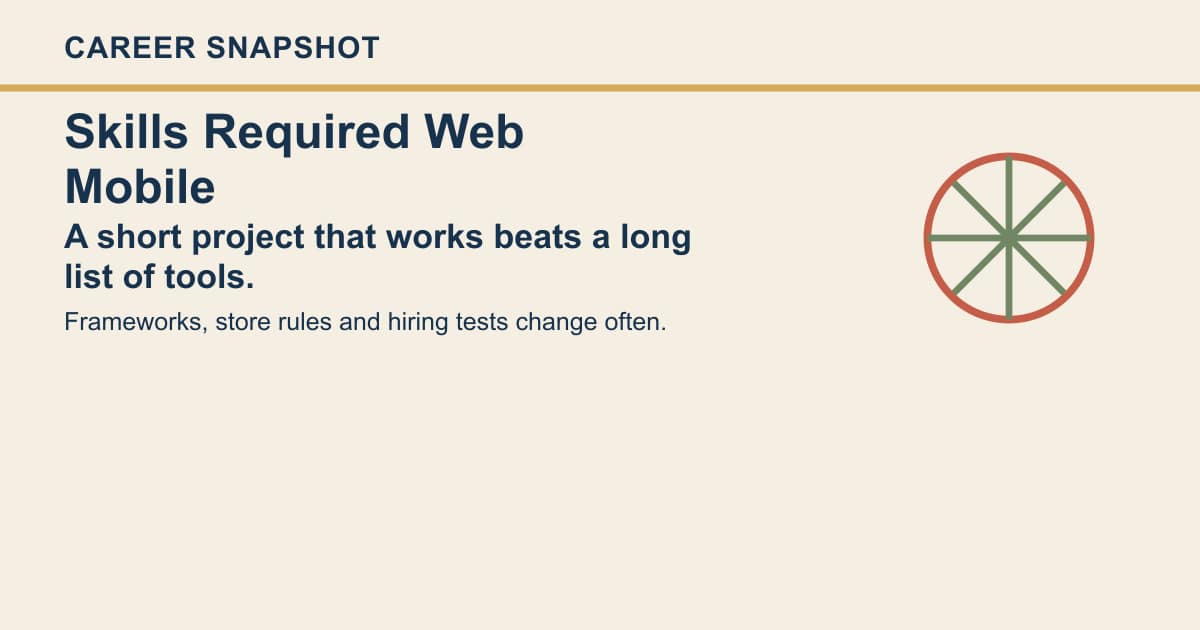 CAREER SNAPSHOT
Skills Required Web
Mobile
A short project that works beats a long
list of tools.
Frameworks, store rules and hiring tests change often.